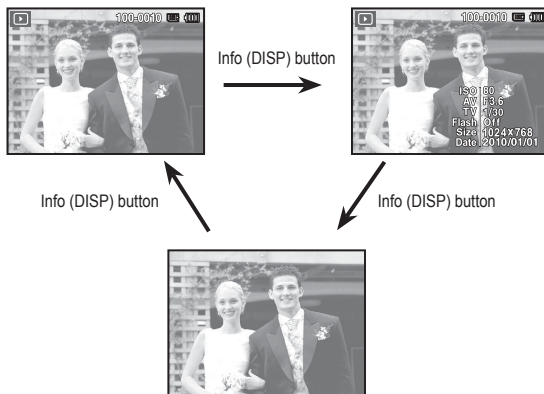 100-0010
100-0010
Info (DISP) button
ISO 80
AV F3.6
TV 1/30
Flash Off
Size 1024X768
Date 2010/01/01
Info (DISP) button
Info (DISP) button